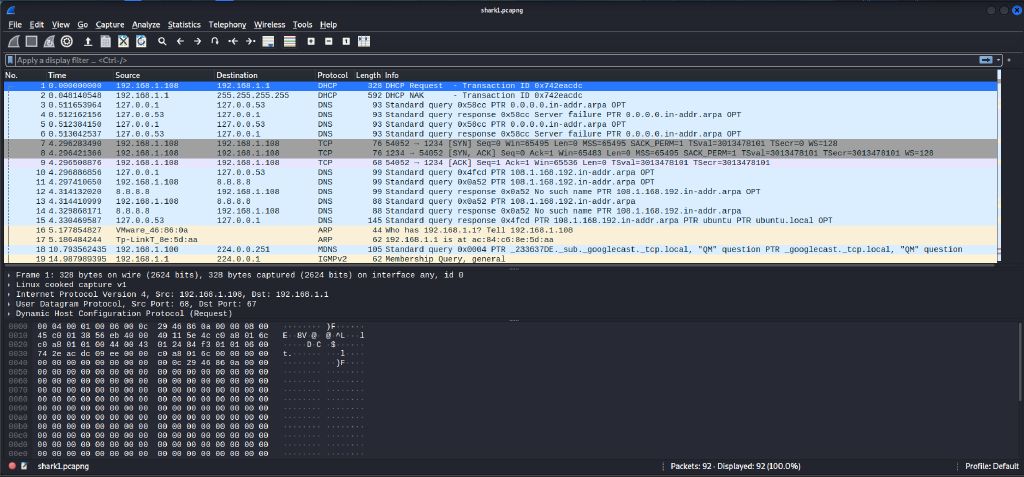 shark1.pcapng
File Edit View Go Capture Analyze Statistics Telephony Wireless Tools Help
Apply a display filter ... <Ctrl-/>
No. Time Source Destination Protocol Length Info
1 0.000000000 192.168.1.108 192.168.1.1 DHCP 328 DHCP Request - Transaction ID 0x742eacdc
2 0.048140548 192.168.1.1 255.255.255.255 DHCP 592 DHCP NAK - Transaction ID 0x742eacdc
3 0.511653964 127.0.0.1 127.0.0.53 DNS 93 Standard query 0x58cc PTR 0.0.0.0.in-addr.arpa OPT
4 0.512162156 127.0.0.53 127.0.0.1 DNS 93 Standard query response 0x58cc Server failure PTR 0.0.0.0.in-addr.arpa OPT
5 0.512384150 127.0.0.1 127.0.0.53 DNS 93 Standard query 0x58cc PTR 0.0.0.0.in-addr.arpa OPT
6 0.513042537 127.0.0.53 127.0.0.1 DNS 93 Standard query response 0x58cc Server failure PTR 0.0.0.0.in-addr.arpa OPT
7 4.296283490 192.168.1.108 192.168.1.108 TCP 76 54052 → 1234 [SYN] Seq=0 Win=65495 Len=0 MSS=65495 SACK_PERM=1 TSval=3013478101 TSecr=0 WS=128
8 4.296421366 192.168.1.108 192.168.1.108 TCP 76 1234 → 54052 [SYN, ACK] Seq=0 Ack=1 Win=65483 Len=0 MSS=65495 SACK_PERM=1 TSval=3013478101 TSecr=3013478101 WS=128
9 4.296508876 192.168.1.108 192.168.1.108 TCP 68 54052 → 1234 [ACK] Seq=1 Ack=1 Win=65536 Len=0 TSval=3013478101 TSecr=3013478101
10 4.296886856 127.0.0.1 127.0.0.53 DNS 99 Standard query 0x4fcd PTR 108.1.168.192.in-addr.arpa OPT
11 4.297410650 192.168.1.108 8.8.8.8 DNS 99 Standard query 0x0a52 PTR 108.1.168.192.in-addr.arpa OPT
12 4.314132020 8.8.8.8 192.168.1.108 DNS 99 Standard query response 0x0a52 No such name PTR 108.1.168.192.in-addr.arpa OPT
13 4.314410999 192.168.1.108 8.8.8.8 DNS 88 Standard query 0x0a52 PTR 108.1.168.192.in-addr.arpa
14 4.329868171 8.8.8.8 192.168.1.108 DNS 88 Standard query response 0x0a52 No such name PTR 108.1.168.192.in-addr.arpa
15 4.330469587 127.0.0.53 127.0.0.1 DNS 145 Standard query response 0x4fcd PTR 108.1.168.192.in-addr.arpa PTR ubuntu PTR ubuntu.local OPT
16 5.177854827 VMware_46:86:0a ARP 44 Who has 192.168.1.1? Tell 192.168.1.108
17 5.186484244 Tp-LinkT_8e:5d:aa ARP 62 192.168.1.1 is at ac:84:c6:8e:5d:aa
18 10.793562435 192.168.1.100 224.0.0.251 MDNS 105 Standard query 0x0004 PTR _233637DE._sub._googlecast._tcp.local, "QM" question PTR _googlecast._tcp.local, "QM" question
19 14.987989395 192.168.1.1 224.0.0.1 IGMPv2 62 Membership Query, general
Frame 1: 328 bytes on wire (2624 bits), 328 bytes captured (2624 bits) on interface any, id 0
Linux cooked capture v1
Internet Protocol Version 4, Src: 192.168.1.108, Dst: 192.168.1.1
User Datagram Protocol, Src Port: 68, Dst Port: 67
Dynamic Host Configuration Protocol (Request)
0000 00 04 00 01 00 06 00 0c 29 46 86 0a 00 00 08 00 ········ )F······
0010 45 c0 01 38 56 eb 40 00 40 11 5e 4c c0 a8 01 6c E··8V·@· @·^L···l
0020 c0 a8 01 01 00 44 00 43 01 24 84 f3 01 01 06 00 ·····D·C ·$······
0030 74 2e ac dc 09 ee 00 00 c0 a8 01 6c 00 00 00 00 t.······ ···l····
0040 00 00 00 00 00 00 00 00 00 0c 29 46 86 0a 00 00 ········ ··)F····
0050 00 00 00 00 00 00 00 00 00 00 00 00 00 00 00 00 ········ ········
0060 00 00 00 00 00 00 00 00 00 00 00 00 00 00 00 00 ········ ········
0070 00 00 00 00 00 00 00 00 00 00 00 00 00 00 00 00 ········ ········
0080 00 00 00 00 00 00 00 00 00 00 00 00 00 00 00 00 ········ ········
0090 00 00 00 00 00 00 00 00 00 00 00 00 00 00 00 00 ········ ········
00a0 00 00 00 00 00 00 00 00 00 00 00 00 00 00 00 00 ········ ········
00b0 00 00 00 00 00 00 00 00 00 00 00 00 00 00 00 00 ········ ········
00c0 00 00 00 00 00 00 00 00 00 00 00 00 00 00 00 00 ········ ········
00d0 00 00 00 00 00 00 00 00 00 00 00 00 00 00 00 00 ········ ········
00e0 00 00 00 00 00 00 00 00 00 00 00 00 00 00 00 00 ········ ········
shark1.pcapng Packets: 92 · Displayed: 92 (100.0%) Profile: Default